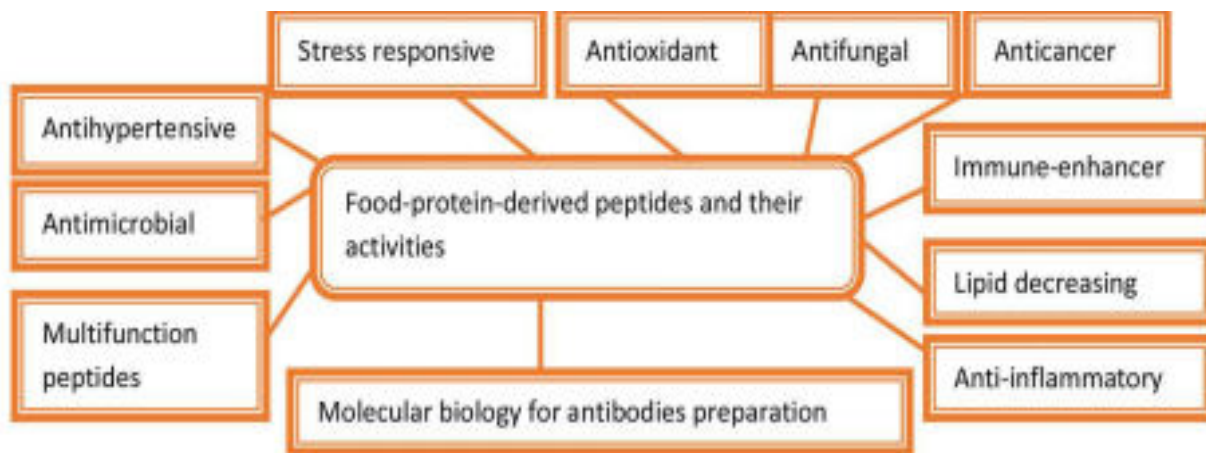 Stress responsive
Antioxidant
Antifungal
Anticancer
Antihypertensive
Immune-enhancer
Food-protein-derived peptides and their
activities
Antimicrobial
Lipid decreasing
Multifunction
peptides
Anti-inflammatory
Molecular biology for antibodies preparation